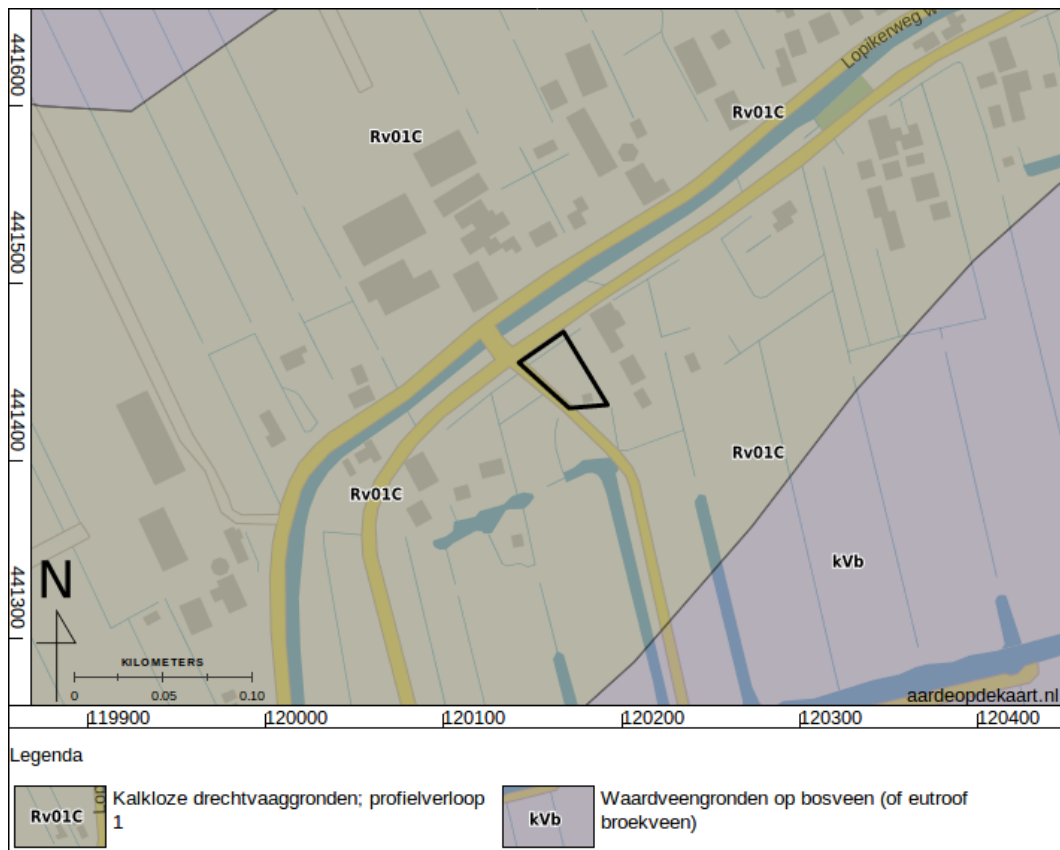 441600
441500
441400
441300
Lopikerweg w
Rv01C
Rv01C
Rv01C
Rv01C
kVb
N
KILOMETERS
0 0.05 0.10
aardeopdekaart.nl
119900 120000 120100 120200 120300 120400
Legenda
Rv01C
Lop
Kalkloze drechtvaaggronden; profielverloop
1
kVb
Waardveengronden op bosveen (of eutroof
broekveen)